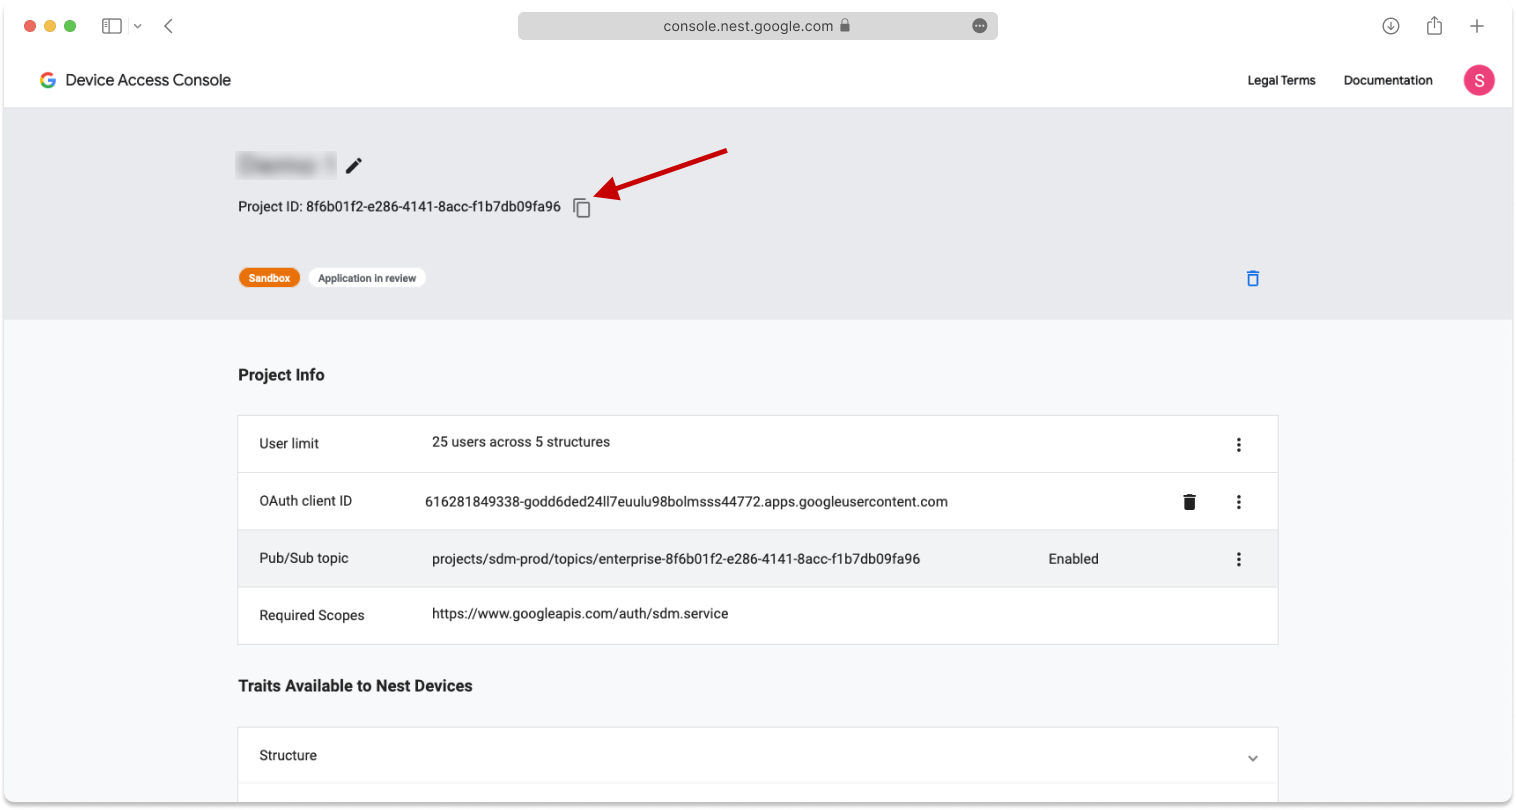 console.nest.google.com
Device Access Console
Legal Terms
Documentation
S
Project ID: 8f6b01f2-e286-4141-8acc-f1b7db09fa96
Sandbox
Application in review
Project Info
User limit
25 users across 5 structures
OAuth client ID
616281849338-godd6ded24ll7euulu98bolmsss44772.apps.googleusercontent.com
Pub/Sub topic
projects/sdm-prod/topics/enterprise-8f6b01f2-e286-4141-8acc-f1b7db09fa96
Enabled
Required Scopes
https://www.googleapis.com/auth/sdm.service
Traits Available to Nest Devices
Structure